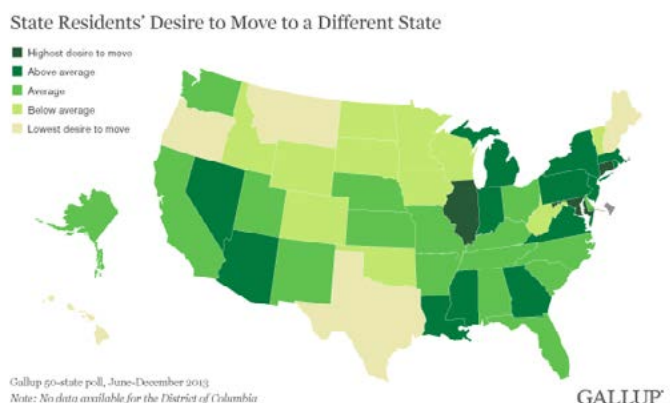 State Residents' Desire to Move to a Different State
Highest desire to move
Above average
Average
Below average
Lowest desire to move
Gallup 50-state poll, June-December 2013
Note: No data available for the District of Columbia
GALLUP®